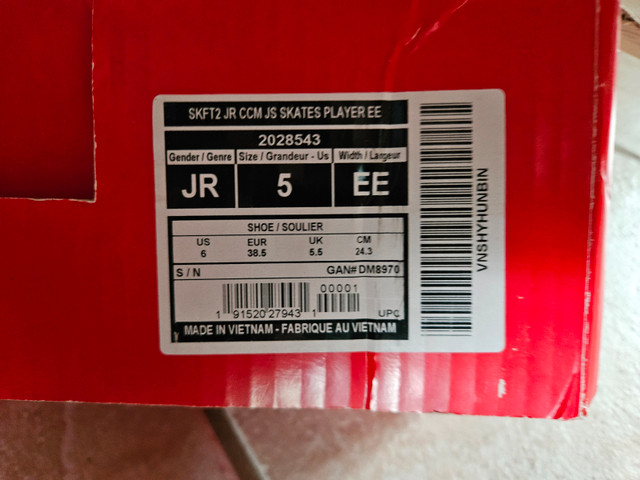 SKFT2 JR CCM JS SKATES PLAYER EE
2028543
Gender / Genre Size / Grandeur - Us Width / Largeur
JR 5 EE
SHOE / SOULIER
US EUR UK CM
6 38.5 5.5 24.3
S / N GAN# DM8970
00001
1 91520 27943 1 UPC
MADE IN VIETNAM - FABRIQUE AU VIETNAM
VNSHYHUNBIN